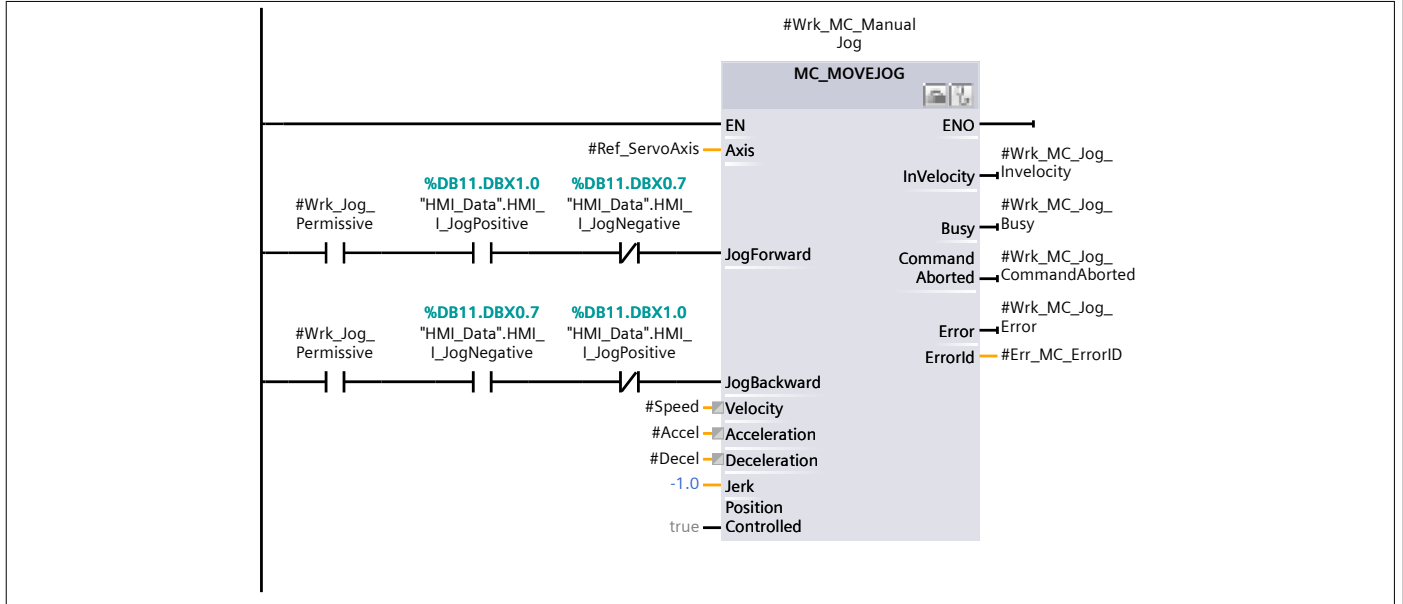 #Wrk_MC_Manual
Jog
MC_MOVEJOG
EN ENO
#Ref_ServoAxis Axis
#Wrk_MC_Jog_
InVelocity Invelocity
%DB11.DBX1.0 %DB11.DBX0.7
#Wrk_Jog_ "HMI_Data".HMI_ "HMI_Data".HMI_
Permissive I_JogPositive I_JogNegative
#Wrk_MC_Jog_
Busy Busy
JogForward
Command #Wrk_MC_Jog_
Aborted CommandAborted
%DB11.DBX0.7 %DB11.DBX1.0
#Wrk_Jog_ "HMI_Data".HMI_ "HMI_Data".HMI_
Permissive I_JogNegative I_JogPositive
#Wrk_MC_Jog_
Error Error
ErrorId #Err_MC_ErrorID
JogBackward
#Speed Velocity
#Accel Acceleration
#Decel Deceleration
-1.0 Jerk
Position
true Controlled